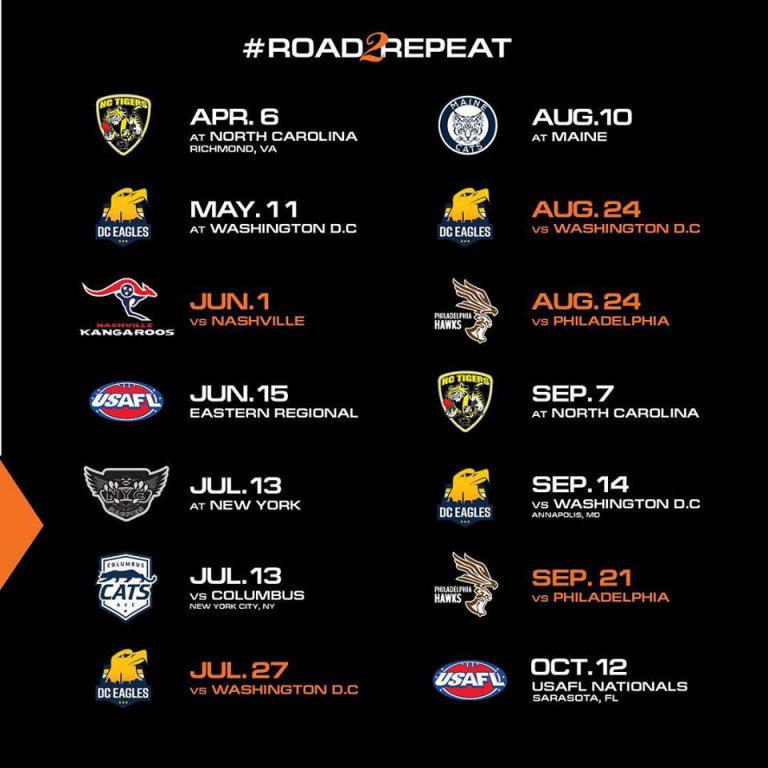 #ROAD2REPEAT
NC TIGERS
APR. 6
AT NORTH CAROLINA
RICHMOND, VA
DC EAGLES
MAY. 11
AT WASHINGTON D.C
NASHVILLE
KANGAROOS
JUN. 1
VS NASHVILLE
USAFL
JUN. 15
EASTERN REGIONAL
NYC
JUL. 13
AT NEW YORK
COLUMBUS
CATS
AFC
JUL. 13
VS COLUMBUS
NEW YORK CITY, NY
DC EAGLES
JUL. 27
VS WASHINGTON D.C
MAINE
CATS
AUG. 10
AT MAINE
DC EAGLES
AUG. 24
VS WASHINGTON D.C
PHILADELPHIA
HAWKS
AUG. 24
VS PHILADELPHIA
NC TIGERS
SEP. 7
AT NORTH CAROLINA
DC EAGLES
SEP. 14
VS WASHINGTON D.C
ANNAPOLIS, MD
PHILADELPHIA
HAWKS
SEP. 21
VS PHILADELPHIA
USAFL
OCT. 12
USAFL NATIONALS
SARASOTA, FL